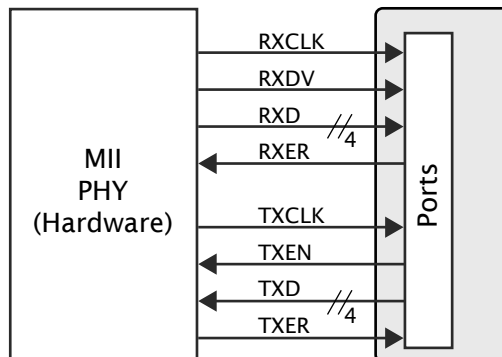 RXCLK
RXDV
RXD
4
RXER
MII
PHY
(Hardware)
TXCLK
TXEN
TXD
4
TXER
Ports